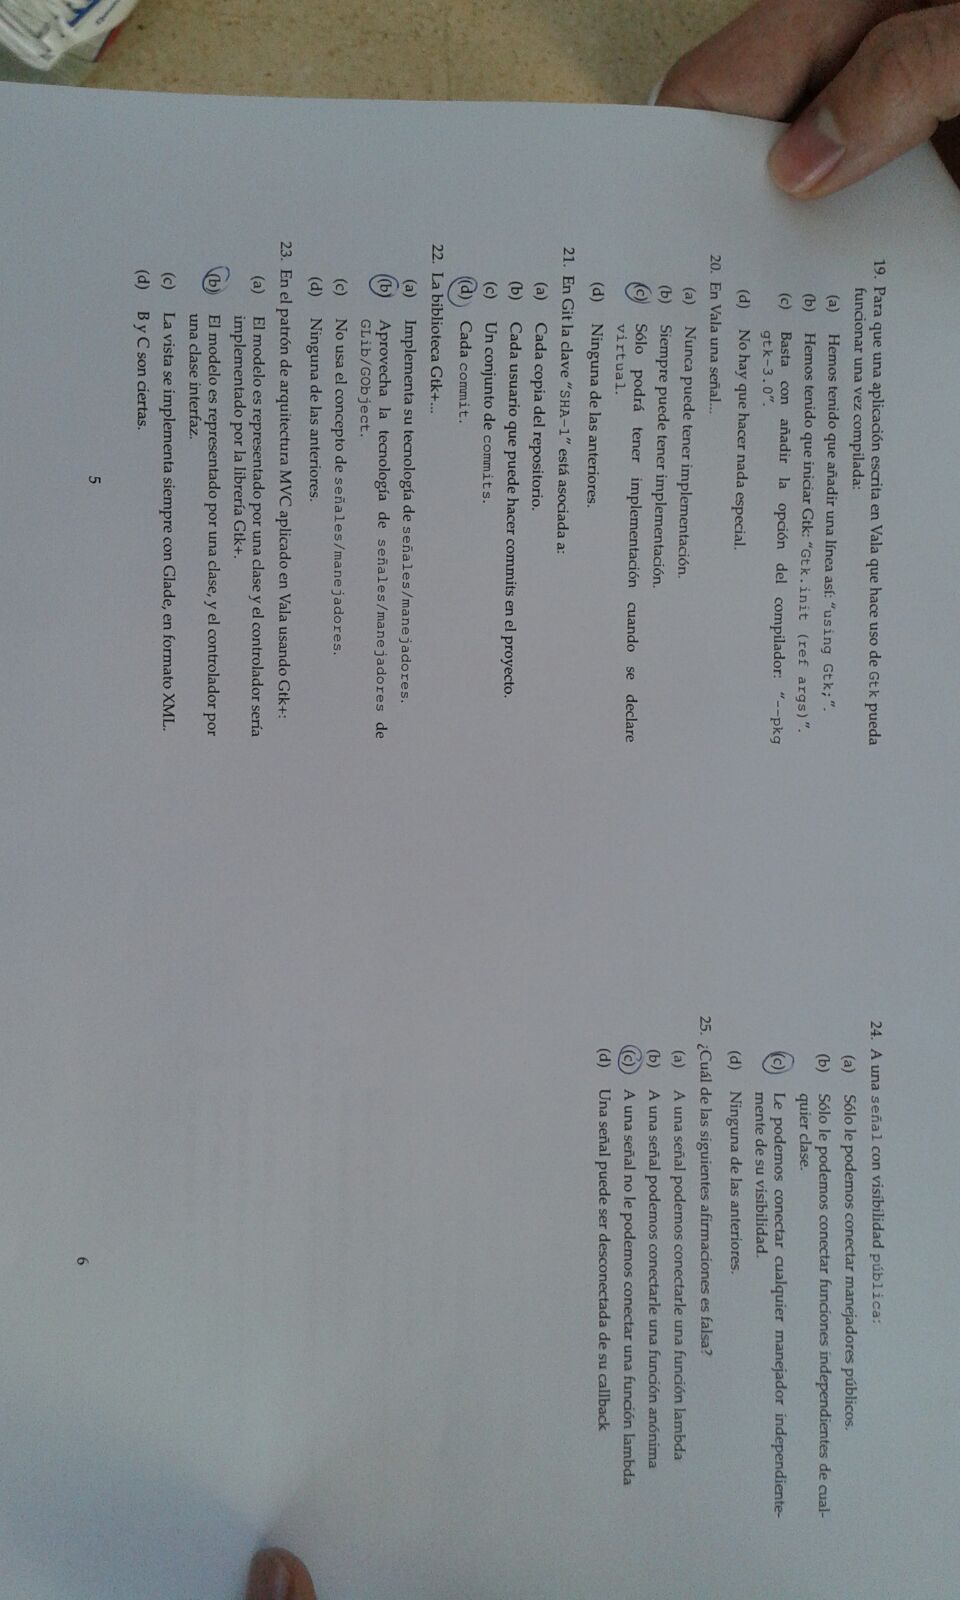 19. Para que una aplicación escrita en Vala que hace uso de Gtk pueda
funcionar una vez compilada:
(a) Hemos tenido que añadir una línea así: "using Gtk;".
(b) Hemos tenido que iniciar Gtk: "Gtk.init (ref args)".
(c) Basta con añadir la opción del compilador: "--pkg
gtk-3.0".
(d) No hay que hacer nada especial.
20. En Vala una señal...
(a) Nunca puede tener implementación.
(b) Siempre puede tener implementación.
(c) Sólo podrá tener implementación cuando se declare
virtual.
(d) Ninguna de las anteriores.
21. En Git la clave "SHA-1" está asociada a:
(a) Cada copia del repositorio.
(b) Cada usuario que puede hacer commits en el proyecto.
(c) Un conjunto de commits.
(d) Cada commit.
22. La biblioteca Gtk+...
(a) Implementa su tecnología de señales/manejadores.
(b) Aprovecha la tecnología de señales/manejadores de
GLib/GObject.
(c) No usa el concepto de señales/manejadores.
(d) Ninguna de las anteriores.
23. En el patrón de arquitectura MVC aplicado en Vala usando Gtk+:
(a) El modelo es representado por una clase y el controlador sería
implementado por la librería Gtk+.
(b) El modelo es representado por una clase, y el controlador por
una clase interfaz.
(c) La vista se implementa siempre con Glade, en formato XML.
(d) B y C son ciertas.
5
24. A una señal con visibilidad pública:
(a) Sólo le podemos conectar manejadores públicos.
(b) Sólo le podemos conectar funciones independientes de cual-
quier clase.
(c) Le podemos conectar cualquier manejador independiente-
mente de su visibilidad.
(d) Ninguna de las anteriores.
25. ¿Cuál de las siguientes afirmaciones es falsa?
(a) A una señal podemos conectarle una función lambda
(b) A una señal podemos conectarle una función anónima
(c) A una señal no le podemos conectar una función lambda
(d) Una señal puede ser desconectada de su callback
6